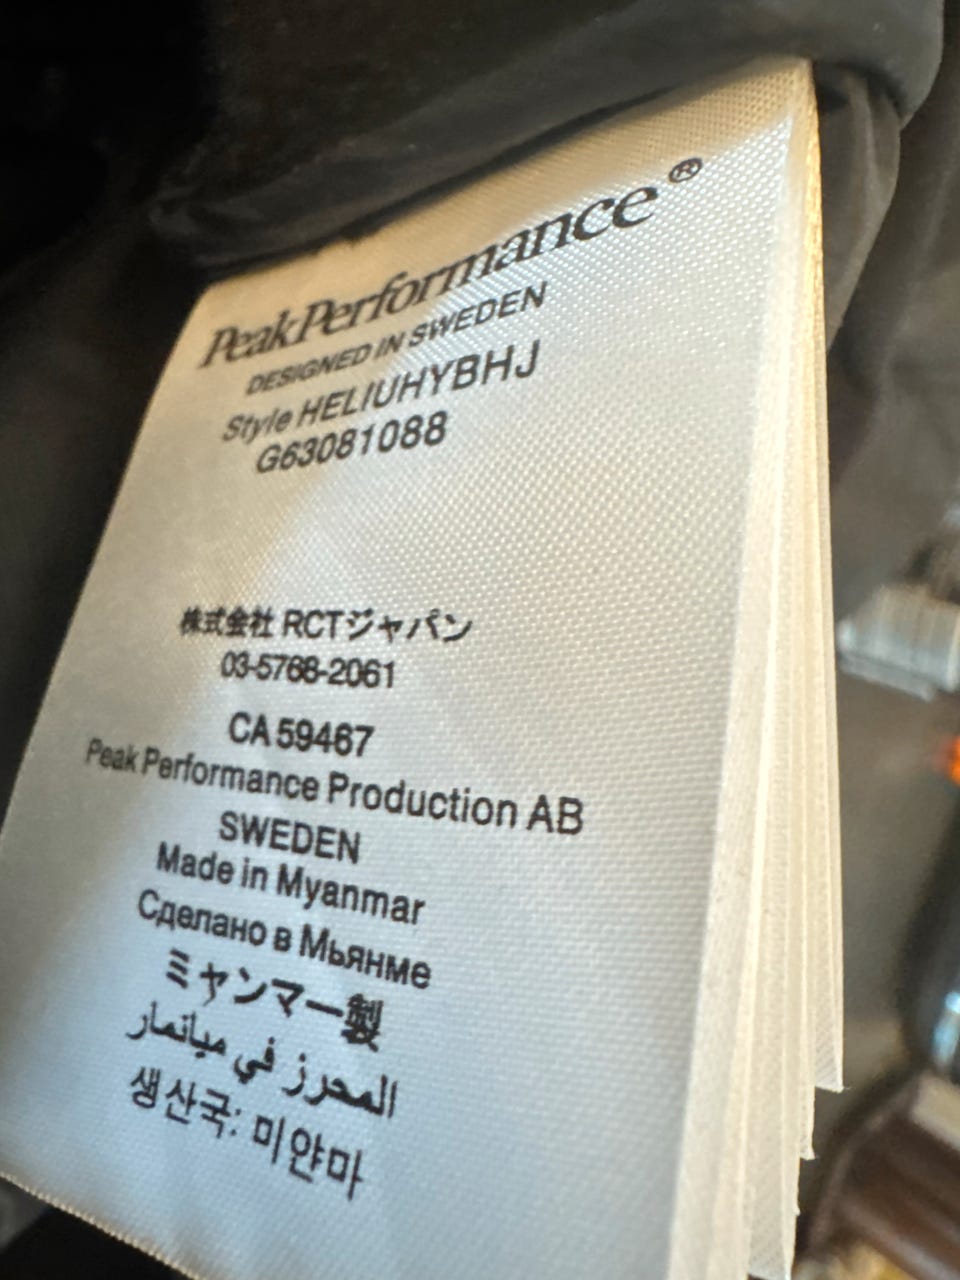 PeakPerformance®
DESIGNED IN SWEDEN
Style HELIUHYBHJ
G63081088
株式会社 RCTジャパン
03-5768-2061
CA 59467
Peak Performance Production AB
SWEDEN
Made in Myanmar
Сделано в Мьянме
ミャンマー製
المحرز في ميانمار
생산국: 미얀마